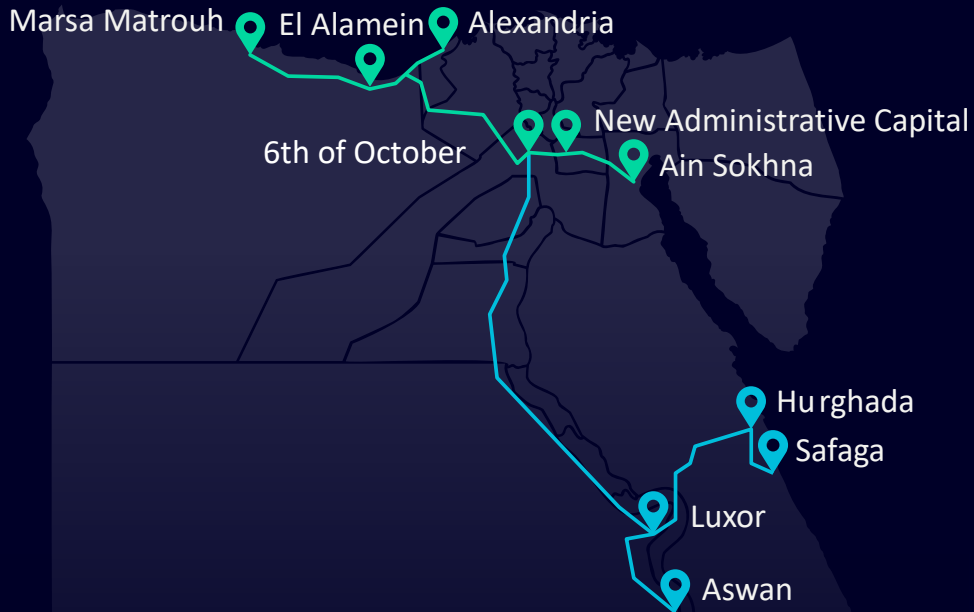 Marsa Matrouh
El Alamein
Alexandria
New Administrative Capital
6th of October
Ain Sokhna
Hurghada
Safaga
Luxor
Aswan